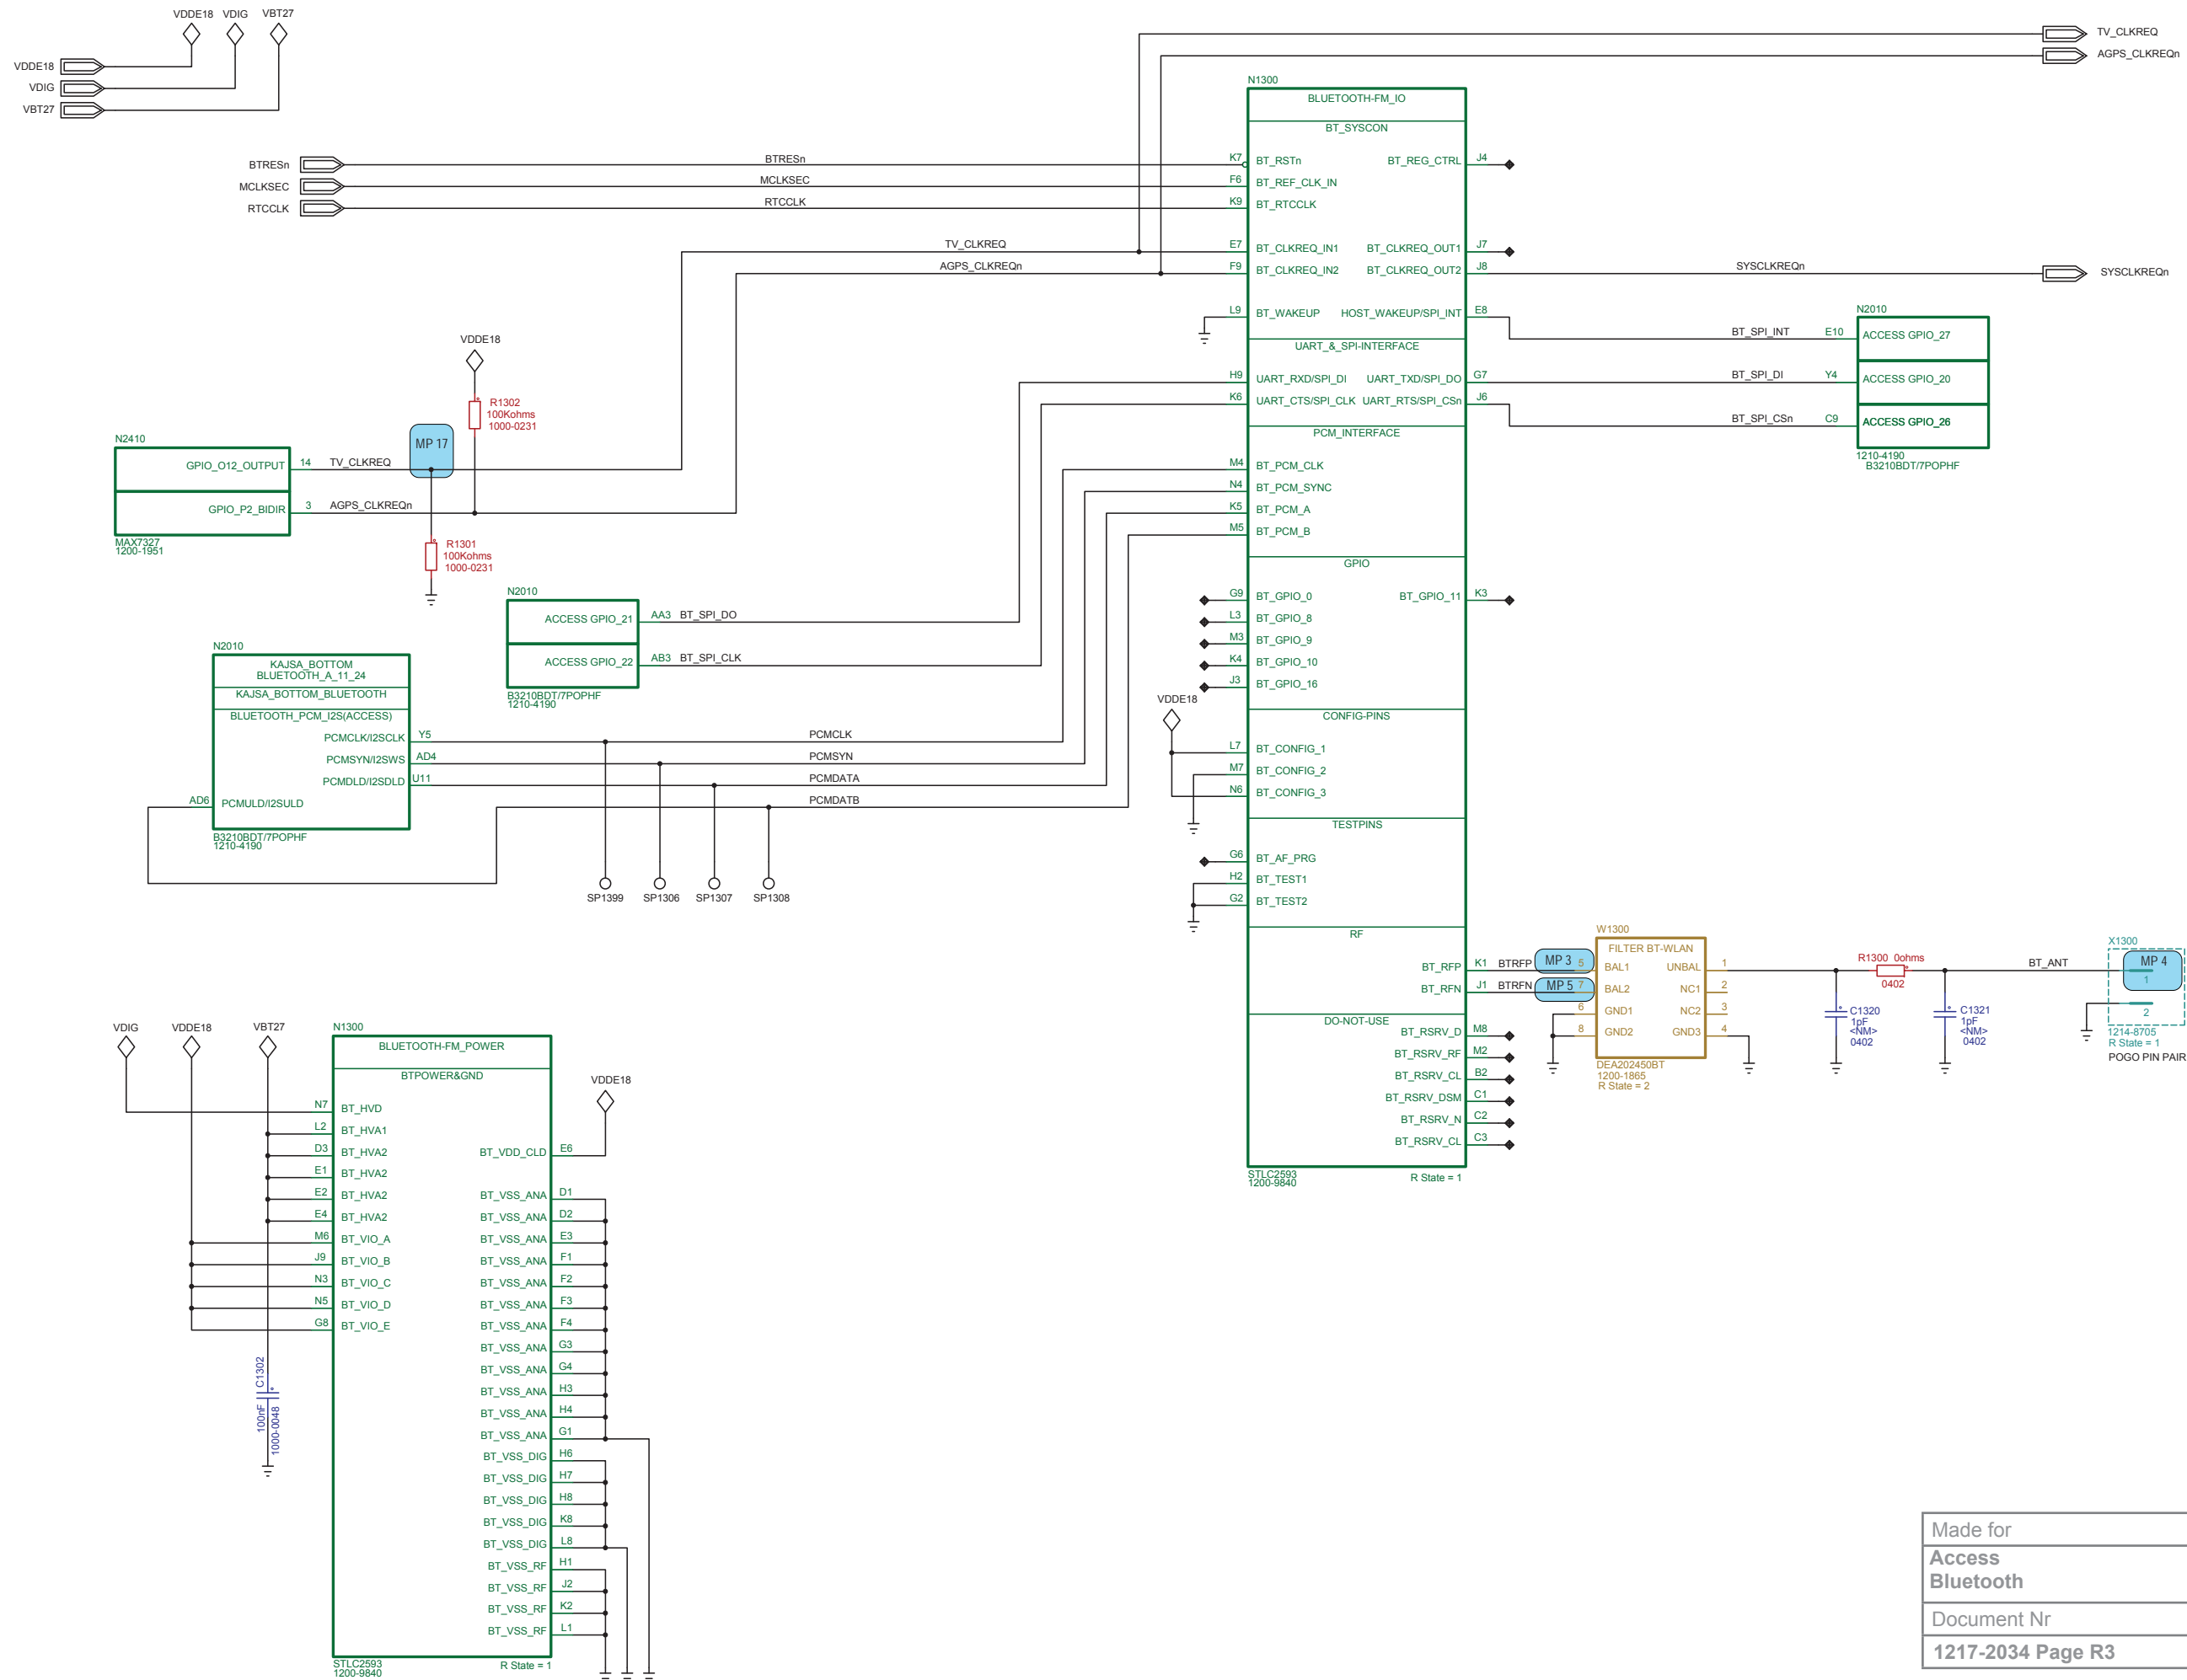 VDDE18 VDIG VBT27
VDDE18
VDIG
VBT27
TV_CLKREQ
AGPS_CLKREQn
BTRESn
MCLKSEC
RTCCLK
BTRESn
MCLKSEC
RTCCLK
TV_CLKREQ
AGPS_CLKREQn
N1300
BLUETOOTH-FM_IO
BT_SYSCON
K7 BT_RSTn BT_REG_CTRL J4
F6 BT_REF_CLK_IN
K9 BT_RTCCLK
E7 BT_CLKREQ_IN1 BT_CLKREQ_OUT1 J7
F9 BT_CLKREQ_IN2 BT_CLKREQ_OUT2 J8
SYSCLKREQn
SYSCLKREQn
L9 BT_WAKEUP HOST_WAKEUP/SPI_INT E8
UART_&_SPI-INTERFACE
H9 UART_RXD/SPI_DI UART_TXD/SPI_DO G7
K6 UART_CTS/SPI_CLK UART_RTS/SPI_CSn J6
PCM_INTERFACE
M4 BT_PCM_CLK
N4 BT_PCM_SYNC
K5 BT_PCM_A
M5 BT_PCM_B
GPIO
G9 BT_GPIO_0 BT_GPIO_11 K3
L3 BT_GPIO_8
M3 BT_GPIO_9
K4 BT_GPIO_10
J3 BT_GPIO_16
VDDE18
CONFIG-PINS
L7 BT_CONFIG_1
M7 BT_CONFIG_2
N6 BT_CONFIG_3
TESTPINS
G6 BT_AF_PRG
H2 BT_TEST1
G2 BT_TEST2
RF
BT_RFP K1 BTRFP
BT_RFN J1 BTRFN
DO-NOT-USE
BT_RSRV_D M8
BT_RSRV_RF M2
BT_RSRV_CL B2
BT_RSRV_DSM C1
BT_RSRV_N C2
BT_RSRV_CL C3
STLC2593
1200-9840
R State = 1
N2010
BT_SPI_INT E10 ACCESS GPIO_27
BT_SPI_DI Y4 ACCESS GPIO_20
BT_SPI_CSn C9 ACCESS GPIO_26
1210-4190
B3210BDT/7POPHF
VDDE18
R1302
100Kohms
1000-0231
MP 17
N2410
GPIO_O12_OUTPUT 14 TV_CLKREQ
GPIO_P2_BIDIR 3 AGPS_CLKREQn
MAX7327
1200-1951
R1301
100Kohms
1000-0231
N2010
ACCESS GPIO_21 AA3 BT_SPI_DO
ACCESS GPIO_22 AB3 BT_SPI_CLK
B3210BDT/7POPHF
1210-4190
N2010
KAJSA_BOTTOM
BLUETOOTH_A_11_24
KAJSA_BOTTOM_BLUETOOTH
BLUETOOTH_PCM_I2S(ACCESS)
PCMCLK/I2SCLK Y5 PCMCLK
PCMSYN/I2SWS AD4 PCMSYN
PCMDLD/I2SDLD U11 PCMDATA
AD6 PCMULD/I2SULD PCMDATB
B3210BDT/7POPHF
1210-4190
SP1399 SP1306 SP1307 SP1308
W1300
FILTER BT-WLAN
MP 3 5 BAL1 UNBAL 1
MP 5 7 BAL2 NC1 2
6 GND1 NC2 3
8 GND2 GND3 4
DEA202450BT
1200-1865
R State = 2
R1300 0ohms
0402
C1320
1pF
<NM>
0402
C1321
1pF
<NM>
0402
BT_ANT
X1300
MP 4
1
2
1214-8705
R State = 1
POGO PIN PAIR
VDIG VDDE18 VBT27
N1300
BLUETOOTH-FM_POWER
BTPOWER&GND
VDDE18
N7 BT_HVD
L2 BT_HVA1
D3 BT_HVA2 BT_VDD_CLD E6
E1 BT_HVA2
E2 BT_HVA2 BT_VSS_ANA D1
E4 BT_HVA2 BT_VSS_ANA D2
M6 BT_VIO_A BT_VSS_ANA E3
J9 BT_VIO_B BT_VSS_ANA F1
N3 BT_VIO_C BT_VSS_ANA F2
N5 BT_VIO_D BT_VSS_ANA F3
G8 BT_VIO_E BT_VSS_ANA F4
BT_VSS_ANA G3
BT_VSS_ANA G4
BT_VSS_ANA H3
BT_VSS_ANA H4
BT_VSS_ANA G1
BT_VSS_DIG H6
BT_VSS_DIG H7
BT_VSS_DIG H8
BT_VSS_DIG K8
BT_VSS_DIG L8
BT_VSS_RF H1
BT_VSS_RF J2
BT_VSS_RF K2
BT_VSS_RF L1
C1302
100nF
1000-0048
STLC2593
1200-9840
R State = 1
Made for
Access
Bluetooth
Document Nr
1217-2034 Page R3